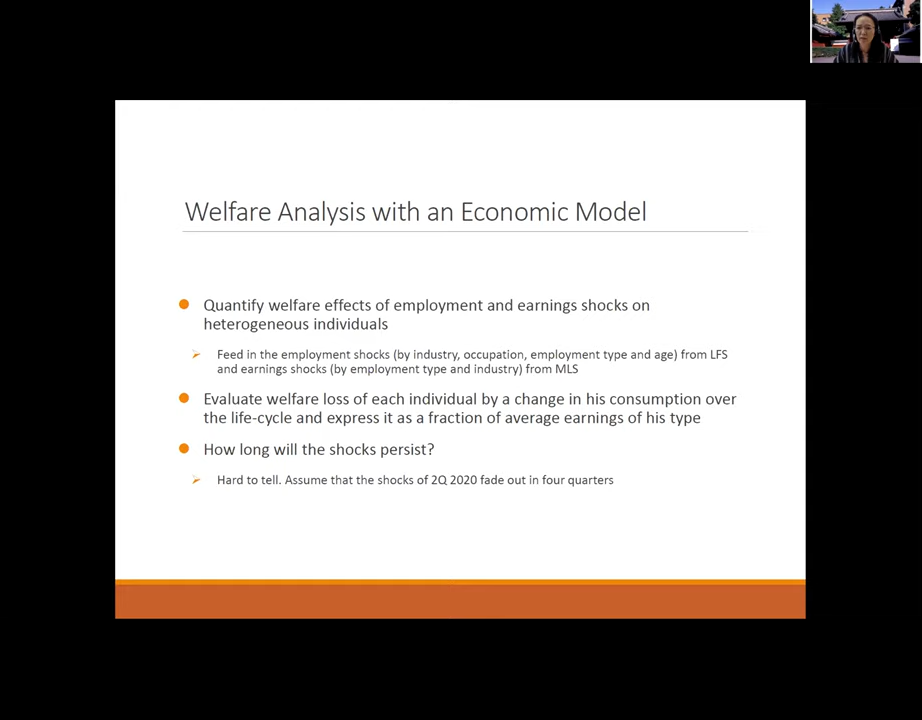 Welfare Analysis with an Economic Model
Quantify welfare effects of employment and earnings shocks on
heterogeneous individuals
Feed in the employment shocks (by industry, occupation, employment type and age) from LFS
and earnings shocks (by employment type and industry) from MLS
Evaluate welfare loss of each individual by a change in his consumption over
the life-cycle and express it as a fraction of average earnings of his type
How long will the shocks persist?
Hard to tell. Assume that the shocks of 2Q 2020 fade out in four quarters